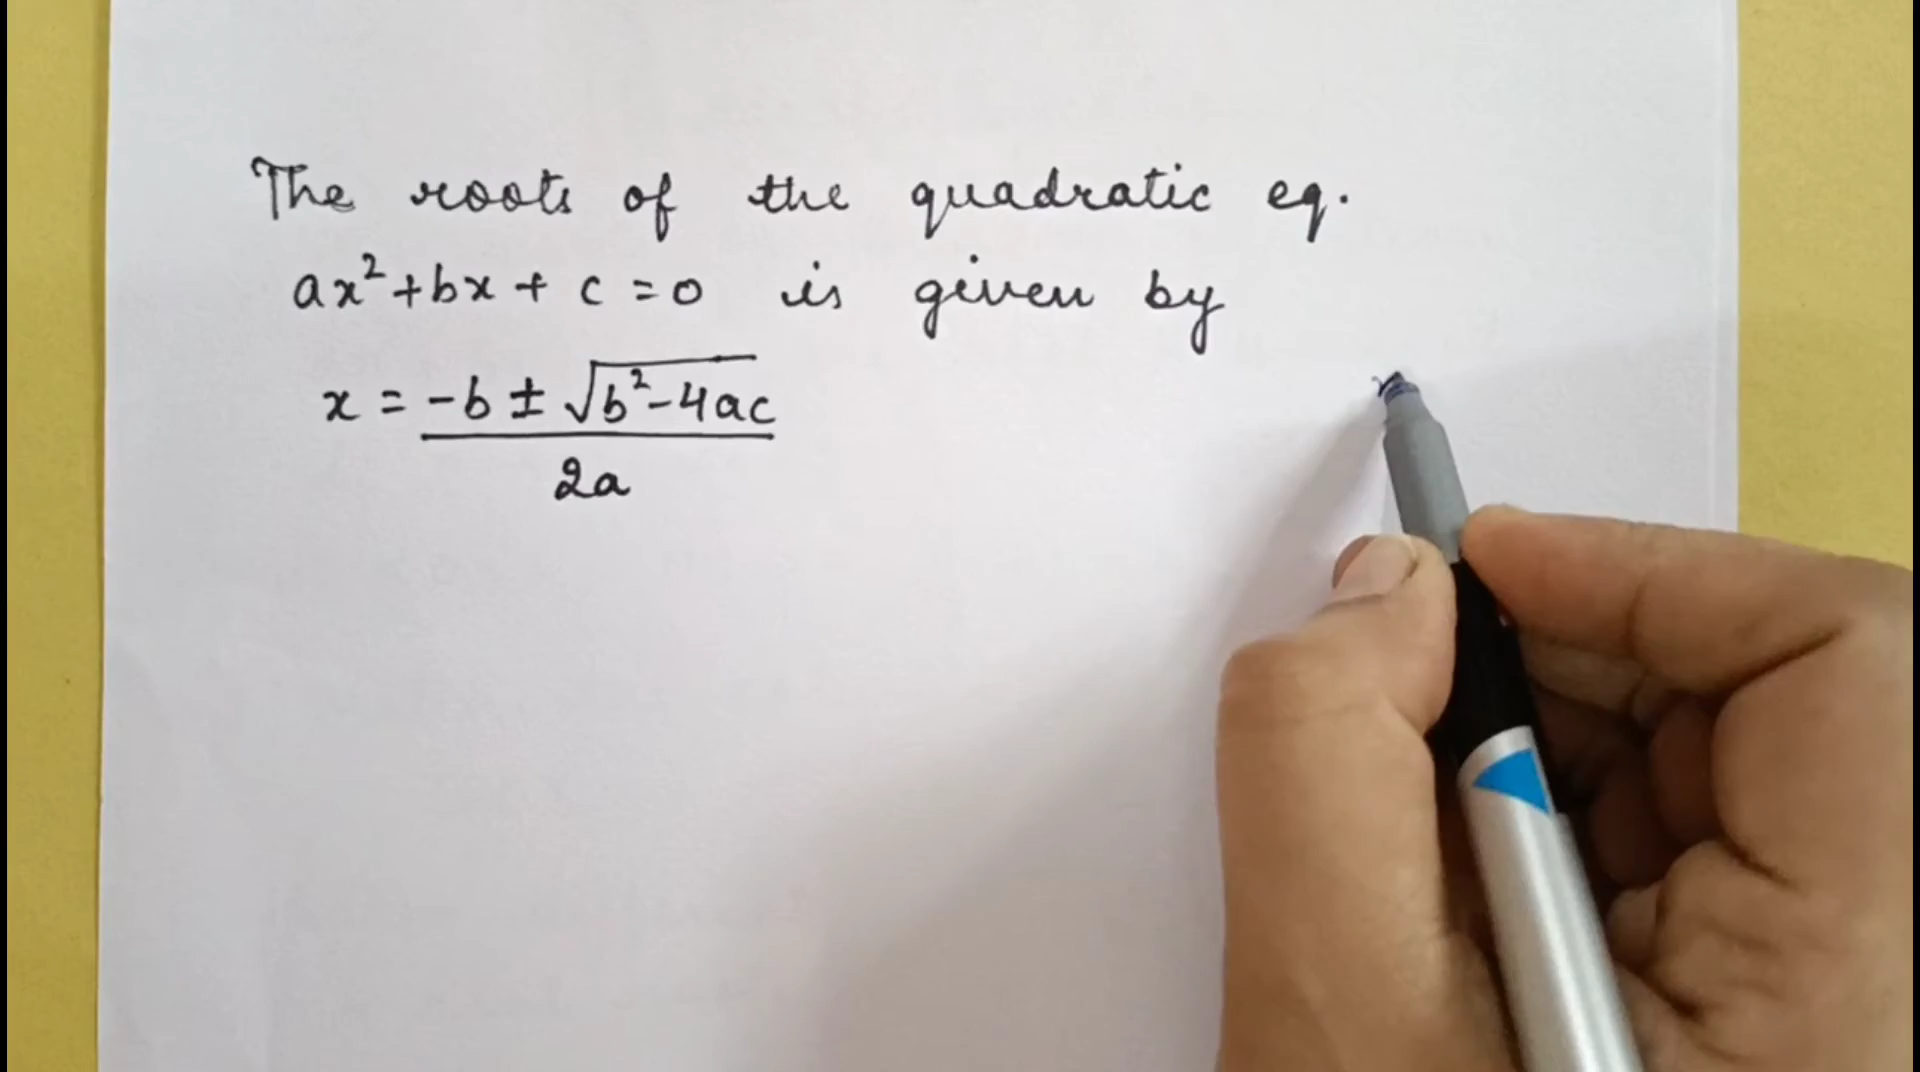 The roots of the quadratic eq.
ax²+bx + c = 0 is given by
x = -b ± √b²-4ac
2a